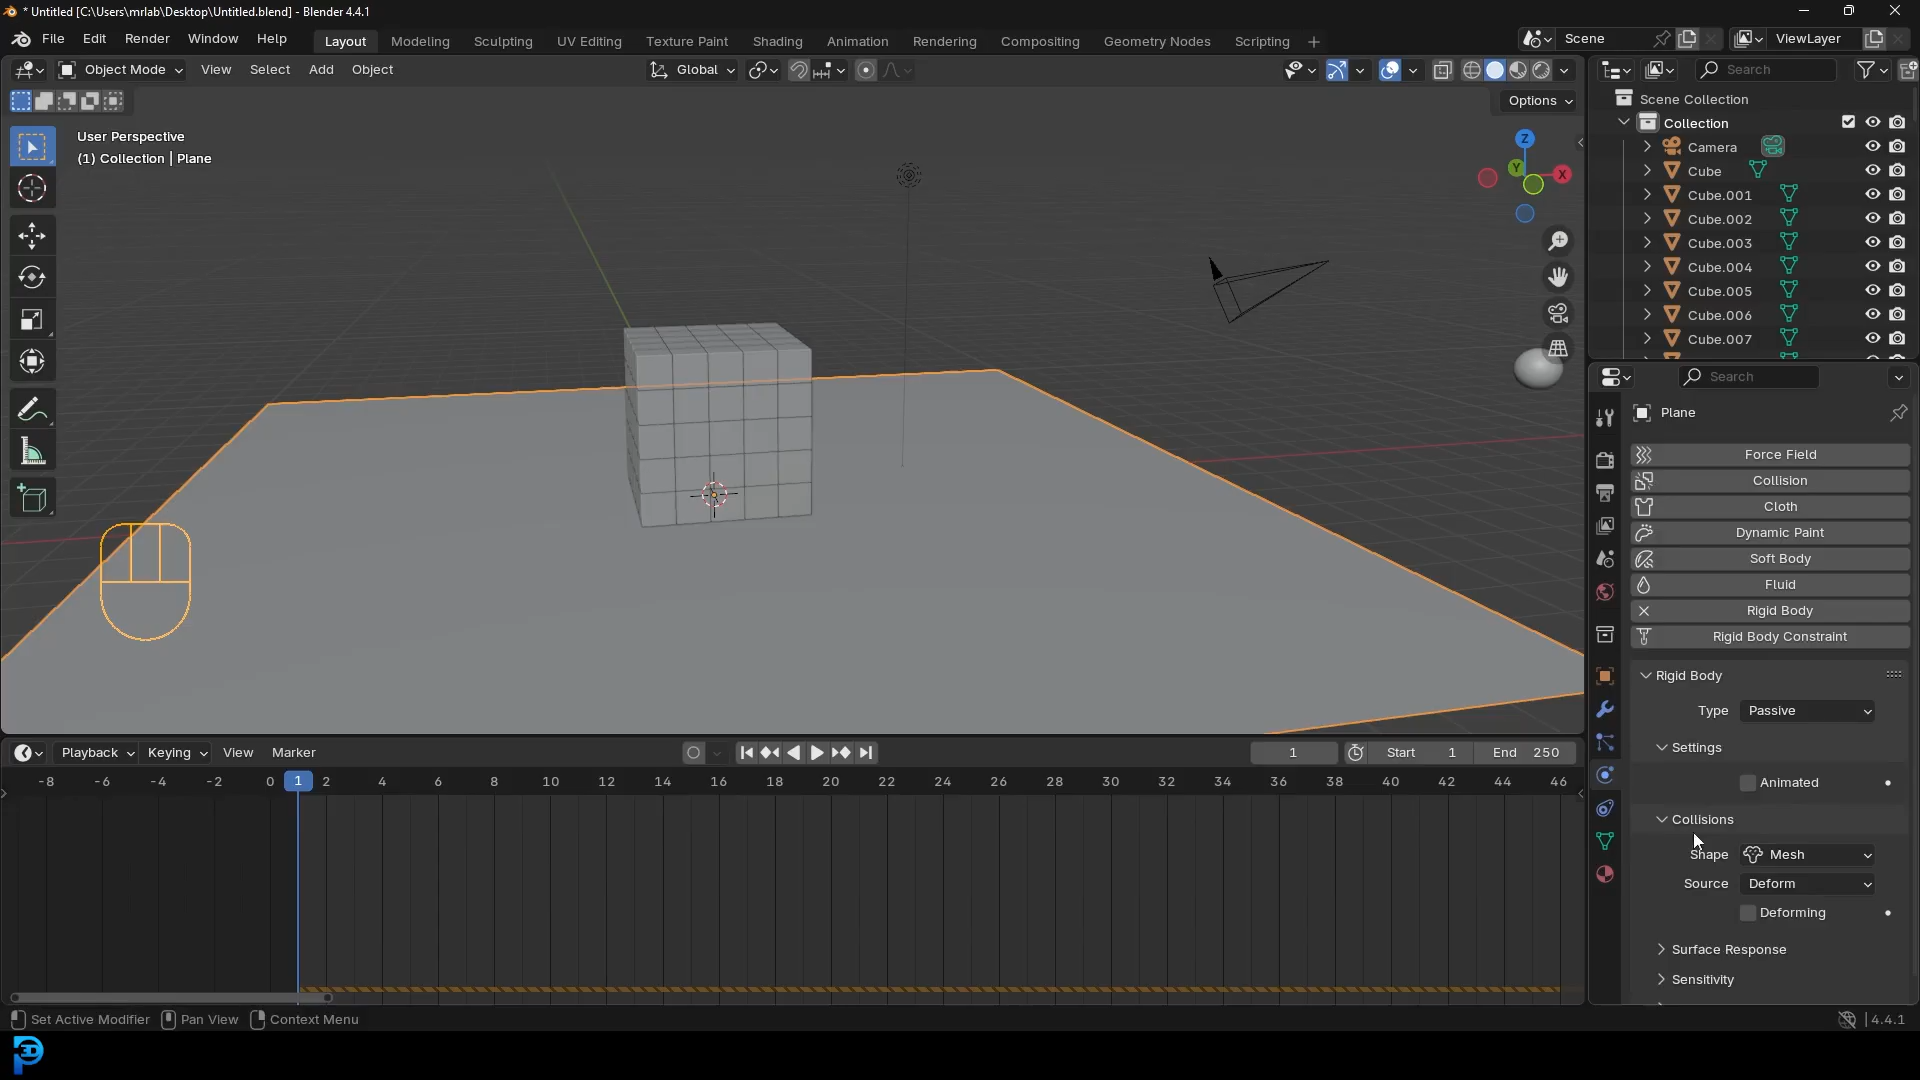 * Untitled [C:\Users\mrlab\Desktop\Untitled.blend] - Blender 4.4.1
File Edit Render Window Help Layout Modeling Sculpting UV Editing Texture Paint Shading Animation Rendering Compositing Geometry Nodes Scripting + Scene ViewLayer
Object Mode View Select Add Object Global Search
Options
User Perspective
(1) Collection | Plane
Z
Y
X
Scene Collection
Collection
Camera
Cube
Cube.001
Cube.002
Cube.003
Cube.004
Cube.005
Cube.006
Cube.007
Search
Plane
Force Field
Collision
Cloth
Dynamic Paint
Soft Body
Fluid
Rigid Body
Rigid Body Constraint
Rigid Body
Type Passive
Settings
Animated
Collisions
Shape Mesh
Source Deform
Deforming
Surface Response
Sensitivity
Playback Keying View Marker 1 Start 1 End 250
-8 -6 -4 -2 0 1 2 4 6 8 10 12 14 16 18 20 22 24 26 28 30 32 34 36 38 40 42 44 46
Set Active Modifier Pan View Context Menu 4.4.1